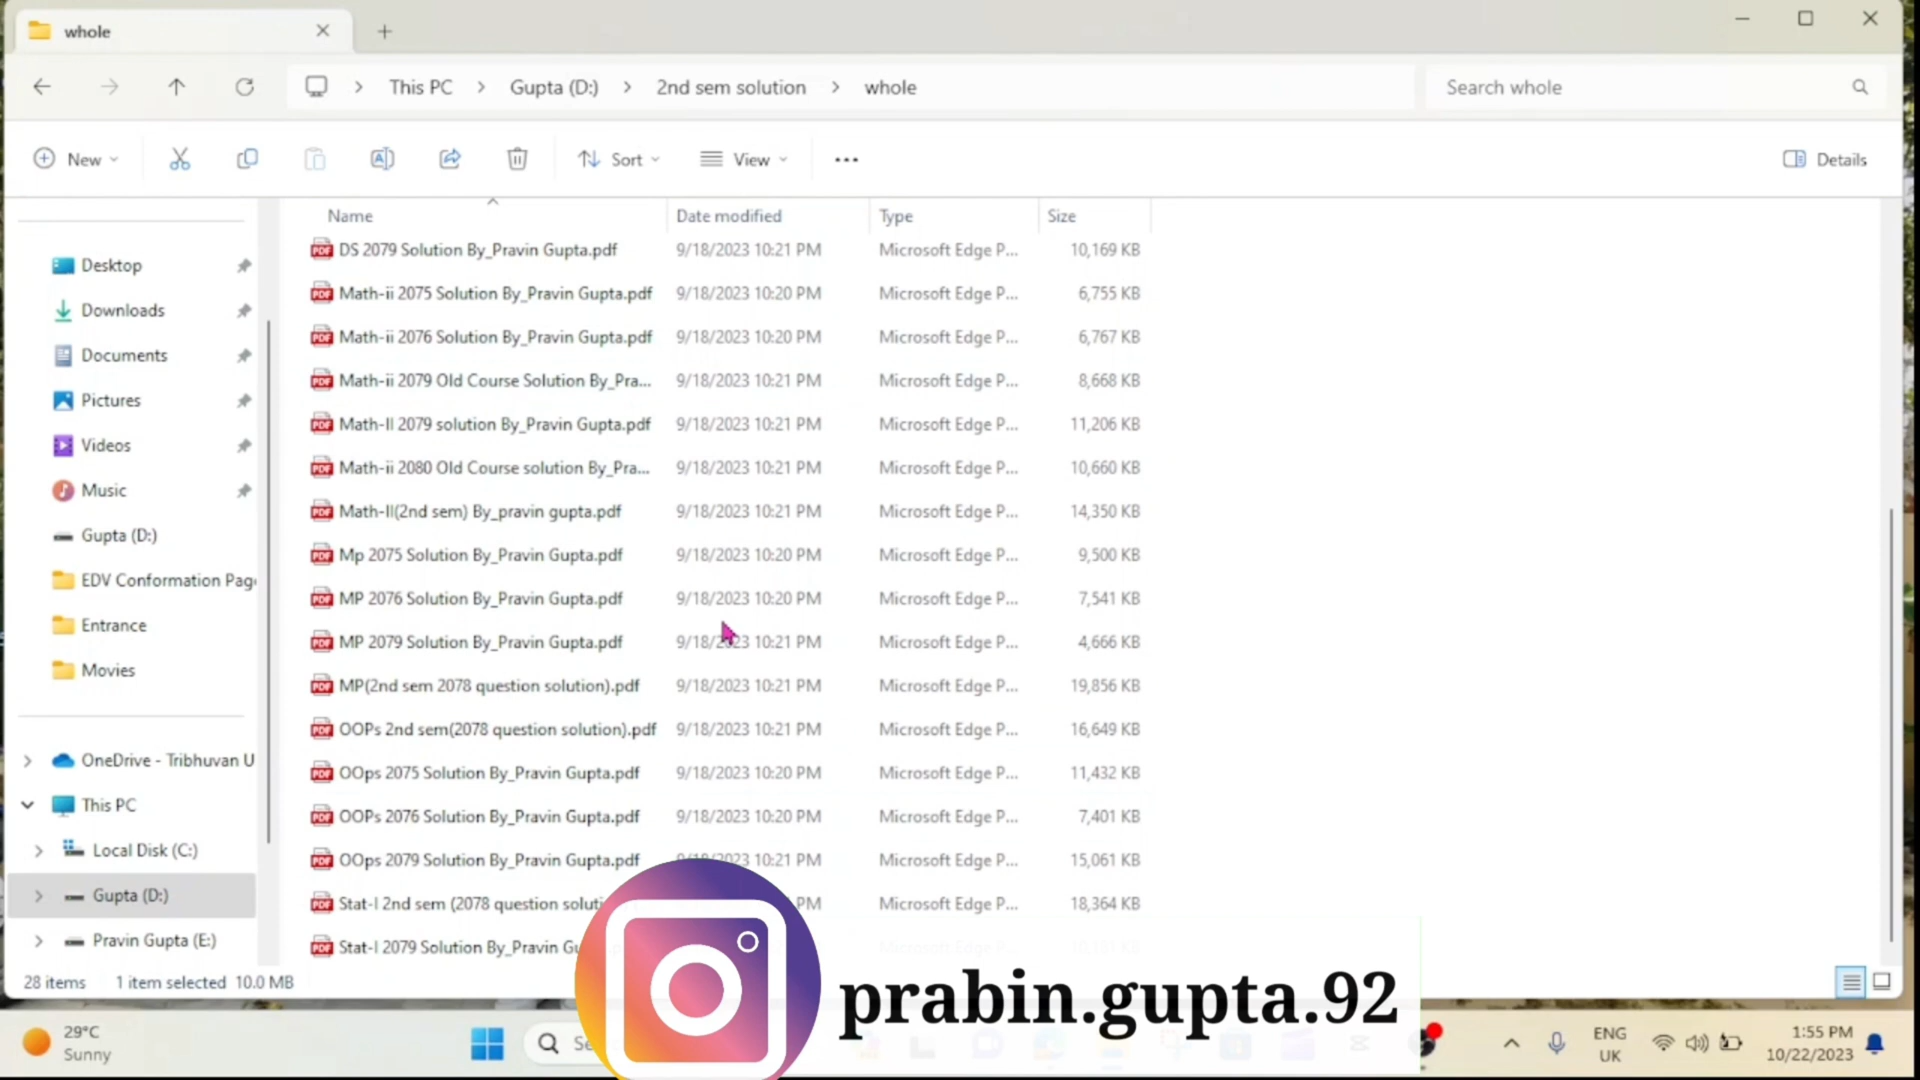 whole
This PC > Gupta (D:) > 2nd sem solution > whole
Search whole
New
Sort
View
Details
Name Date modified Type Size
DS 2079 Solution By_Pravin Gupta.pdf 9/18/2023 10:21 PM Microsoft Edge P... 10,169 KB
Math-ii 2075 Solution By_Pravin Gupta.pdf 9/18/2023 10:20 PM Microsoft Edge P... 6,755 KB
Math-ii 2076 Solution By_Pravin Gupta.pdf 9/18/2023 10:20 PM Microsoft Edge P... 6,767 KB
Math-ii 2079 Old Course Solution By_Pra... 9/18/2023 10:21 PM Microsoft Edge P... 8,668 KB
Math-II 2079 solution By_Pravin Gupta.pdf 9/18/2023 10:21 PM Microsoft Edge P... 11,206 KB
Math-ii 2080 Old Course solution By_Pra... 9/18/2023 10:21 PM Microsoft Edge P... 10,660 KB
Math-II(2nd sem) By_pravin gupta.pdf 9/18/2023 10:21 PM Microsoft Edge P... 14,350 KB
Mp 2075 Solution By_Pravin Gupta.pdf 9/18/2023 10:20 PM Microsoft Edge P... 9,500 KB
MP 2076 Solution By_Pravin Gupta.pdf 9/18/2023 10:20 PM Microsoft Edge P... 7,541 KB
MP 2079 Solution By_Pravin Gupta.pdf 9/18/2023 10:21 PM Microsoft Edge P... 4,666 KB
MP(2nd sem 2078 question solution).pdf 9/18/2023 10:21 PM Microsoft Edge P... 19,856 KB
OOPs 2nd sem(2078 question solution).pdf 9/18/2023 10:21 PM Microsoft Edge P... 16,649 KB
OOps 2075 Solution By_Pravin Gupta.pdf 9/18/2023 10:20 PM Microsoft Edge P... 11,432 KB
OOPs 2076 Solution By_Pravin Gupta.pdf 9/18/2023 10:20 PM Microsoft Edge P... 7,401 KB
OOps 2079 Solution By_Pravin Gupta.pdf 10:21 PM Microsoft Edge P... 15,061 KB
Stat-I 2nd sem (2078 question PM Microsoft Edge P... 18,364 KB
Stat-I 2079 Solution By_Pravin
Desktop
Downloads
Documents
Pictures
Videos
Music
Gupta (D:)
EDV Conformation
Entrance
Movies
OneDrive - Tribhuvan U
This PC
Local Disk (C:)
Gupta (D:)
Pravin Gupta (E:)
28 items 1 item selected 10.0 MB
prabin.gupta.92
29°C
Sunny
ENG
UK
1:55 PM
10/22/2023